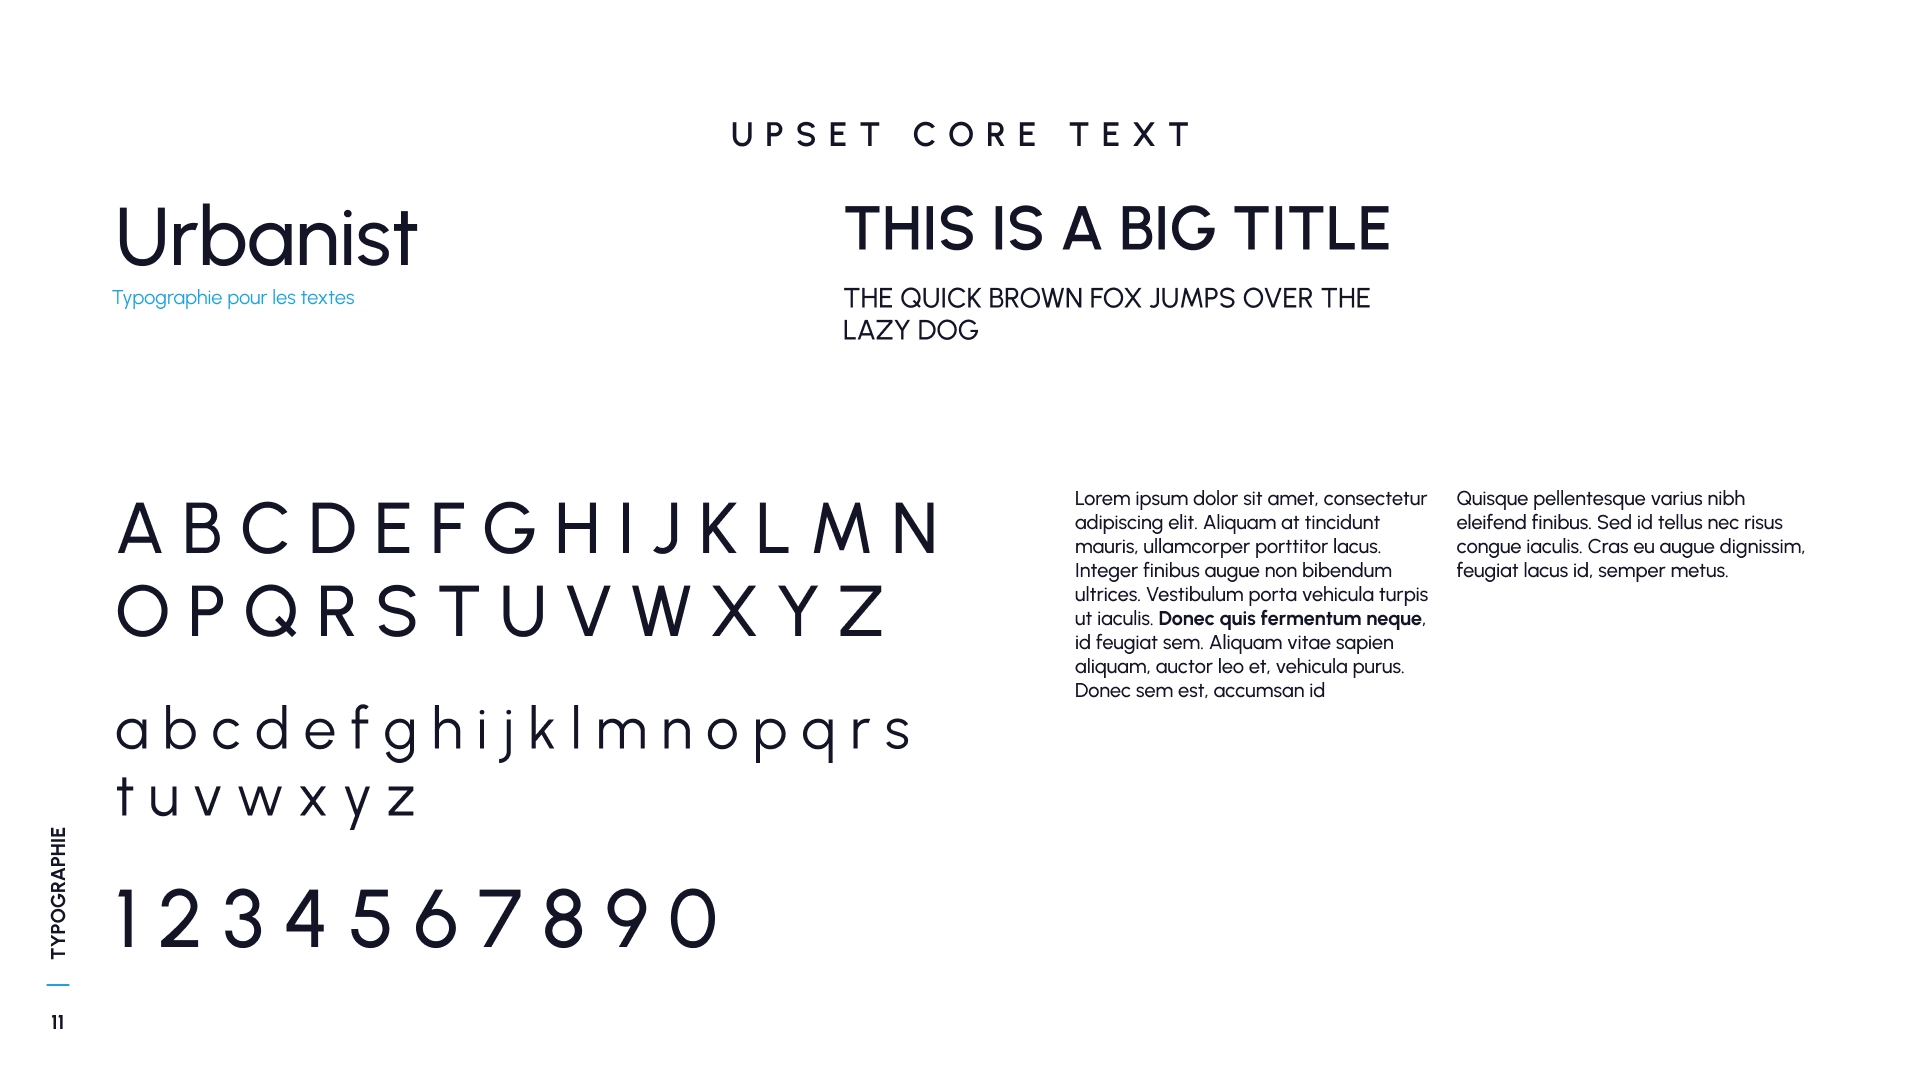 UPSET CORE TEXT
Urbanist
Typographie pour les textes
THIS IS A BIG TITLE
THE QUICK BROWN FOX JUMPS OVER THE
LAZY DOG
A B C D E F G H I J K L M N
O P Q R S T U V W X Y Z
a b c d e f g h i j k l m n o p q r s
t u v w x y z
1 2 3 4 5 6 7 8 9 0
Lorem ipsum dolor sit amet, consectetur
adipiscing elit. Aliquam at tincidunt
mauris, ullamcorper porttitor lacus.
Integer finibus augue non bibendum
ultrices. Vestibulum porta vehicula turpis
ut iaculis. Donec quis fermentum neque,
id feugiat sem. Aliquam vitae sapien
aliquam, auctor leo et, vehicula purus.
Donec sem est, accumsan id
Quisque pellentesque varius nibh
eleifend finibus. Sed id tellus nec risus
congue iaculis. Cras eu augue dignissim,
feugiat lacus id, semper metus.
TYPOGRAPHIE
11